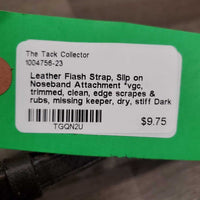 The Tack Collector
1004756-23
Leather Flash Strap, Slip on
Noseband Attachment *vgc,
trimmed, clean, edge scrapes &
rubs, missing keeper, dry, stiff Dark
$9.75
TGQN2U